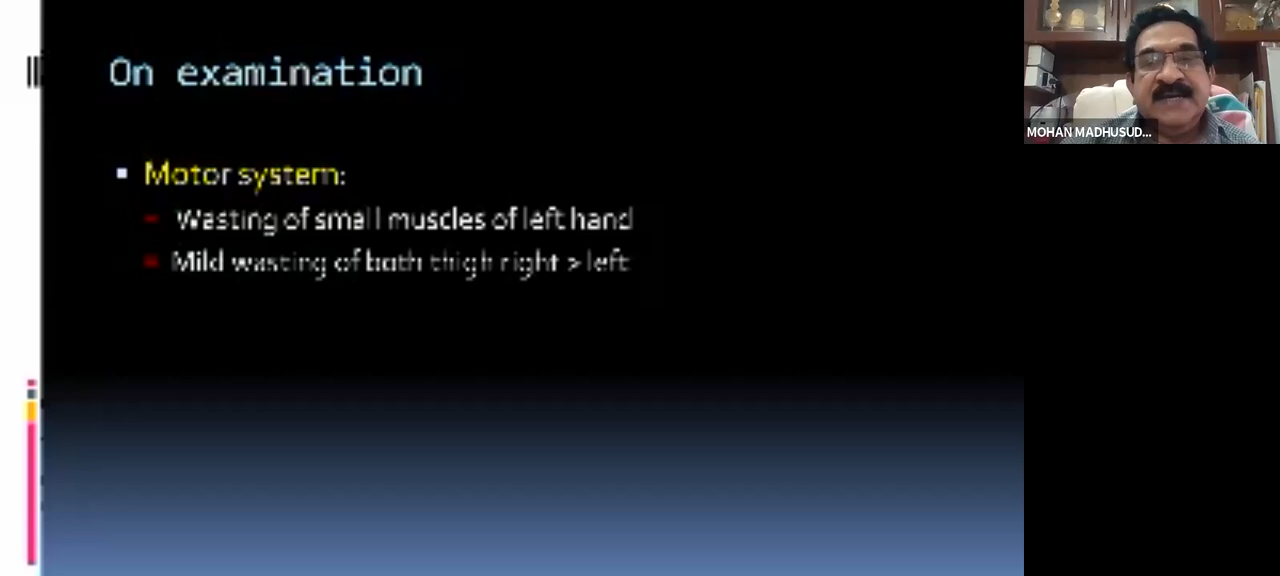 On examination
Motor system:
Wasting of small muscles of left hand
Mild wasting of both thigh right > left
MOHAN MADHUSUD...